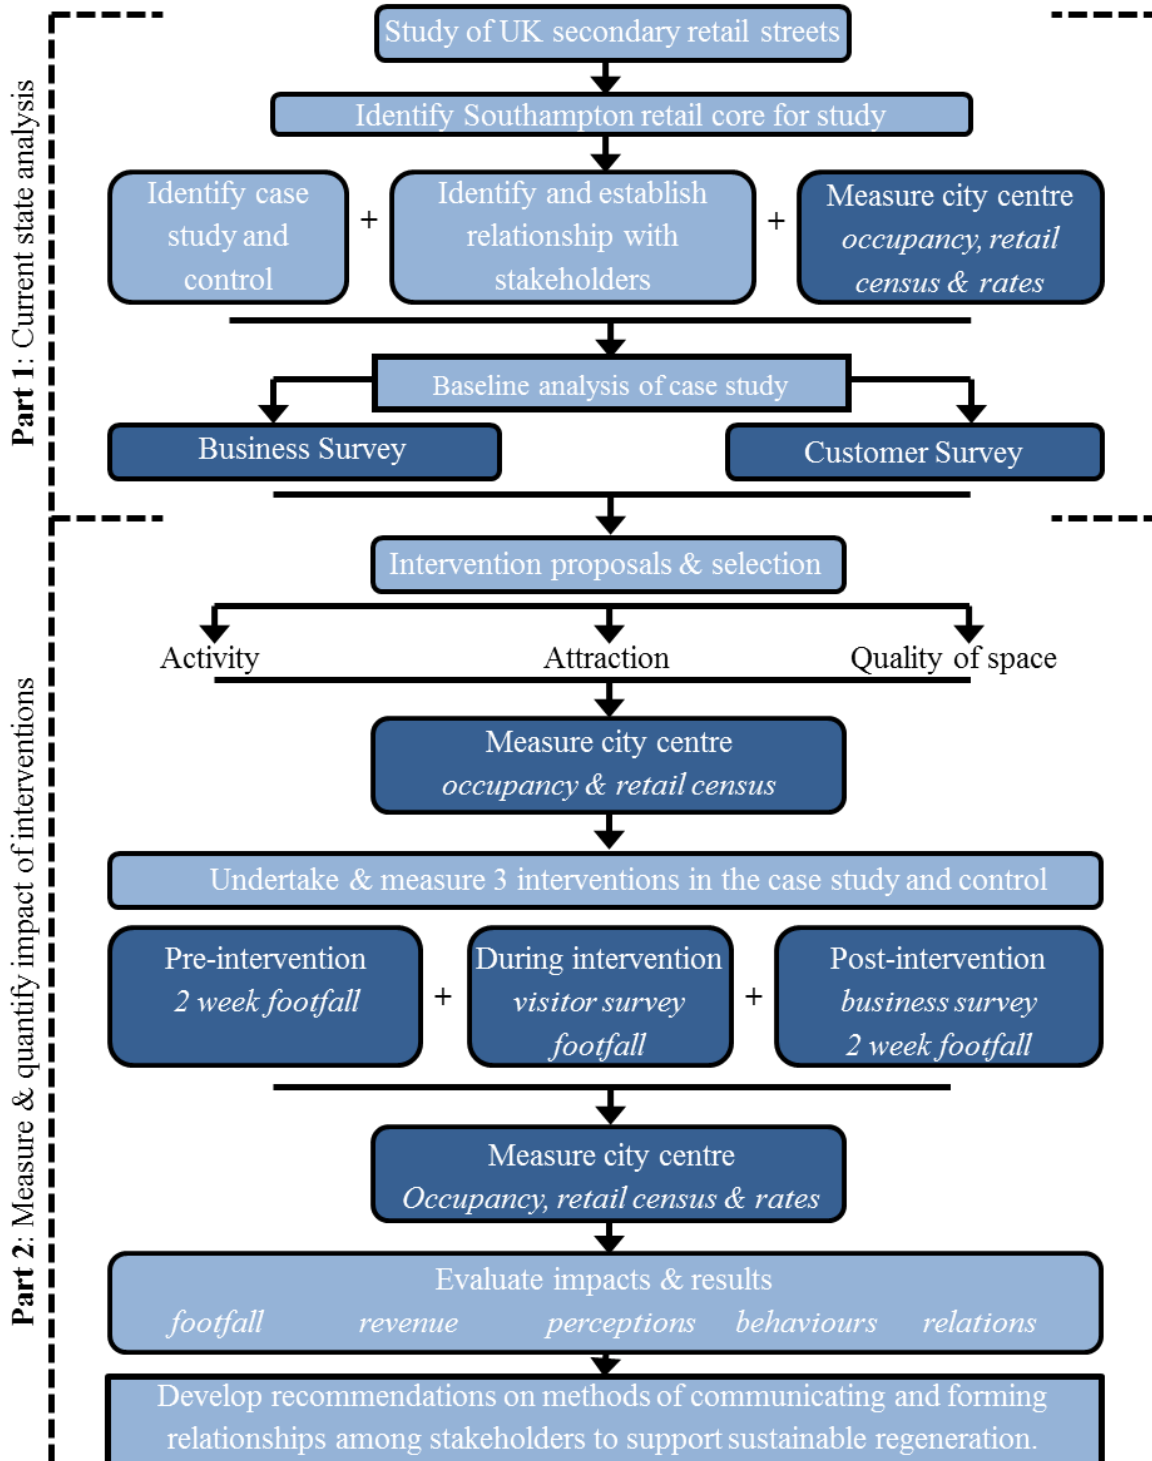 Study of UK secondary retail streets
Identify Southampton retail core for study
Identify case
study and
control
+
Identify and establish
relationship with
stakeholders
+
Measure city centre
occupancy, retail
census & rates
Baseline analysis of case study
Business Survey
Customer Survey
Part 1: Current state analysis
Intervention proposals & selection
Activity
Attraction
Quality of space
Measure city centre
occupancy & retail census
Undertake & measure 3 interventions in the case study and control
Pre-intervention
2 week footfall
+
During intervention
visitor survey
footfall
+
Post-intervention
business survey
2 week footfall
Measure city centre
Occupancy, retail census & rates
Evaluate impacts & results
footfall revenue perceptions behaviours relations
Develop recommendations on methods of communicating and forming
relationships among stakeholders to support sustainable regeneration.
Part 2: Measure & quantify impact of interventions